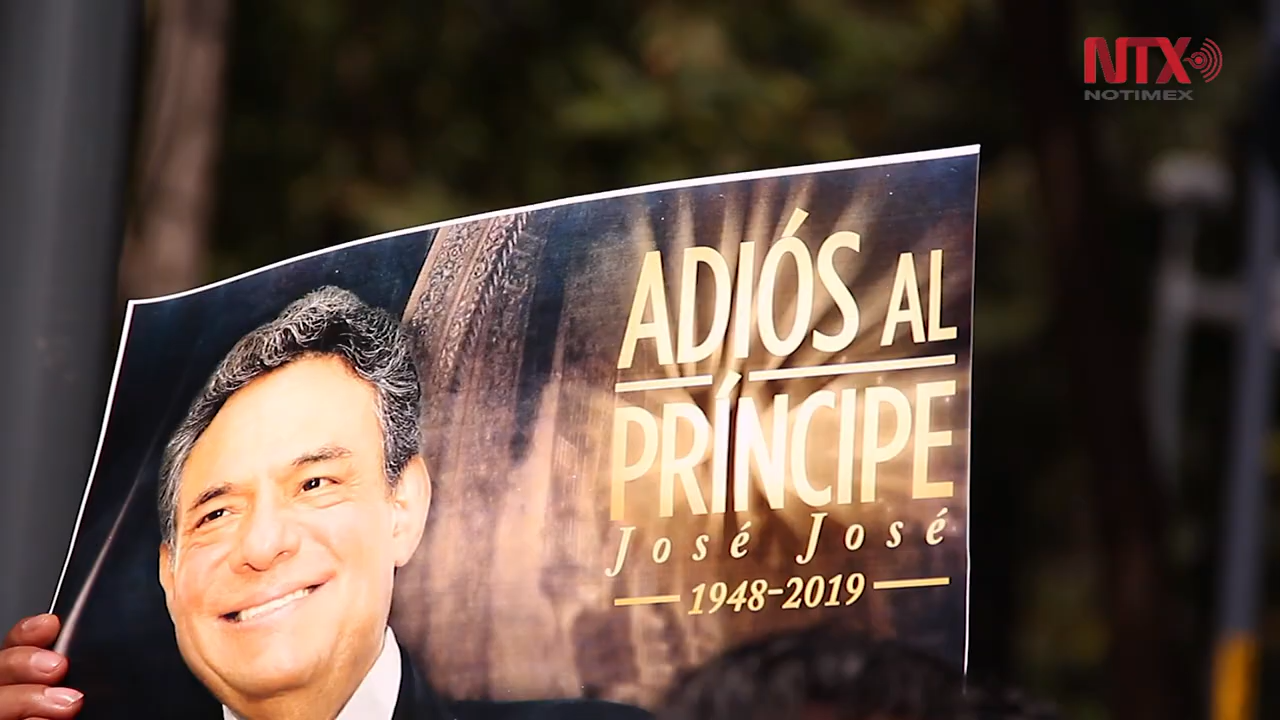 NTX
NOTIMEX
ADIÓS AL
PRÍNCIPE
José José
1948-2019